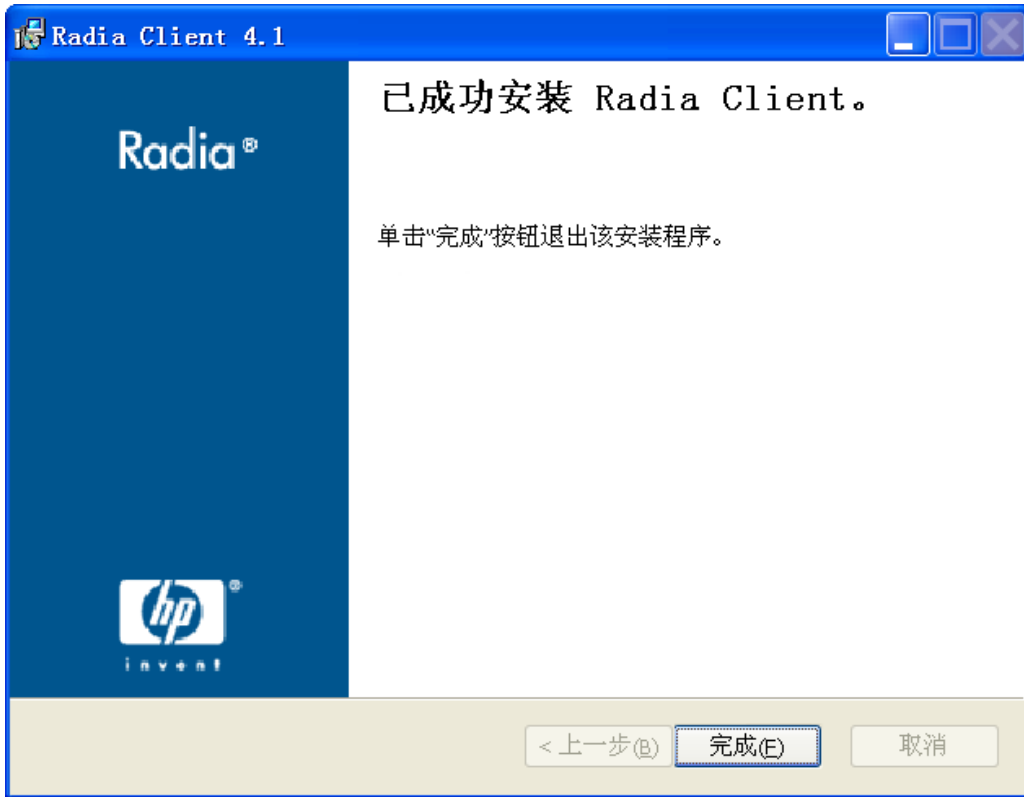 Radia Client 4.1
Radia®
已成功安装 Radia Client。
单击“完成”按钮退出该安装程序。
hp®
invent
<上一步(B)
完成(F)
取消